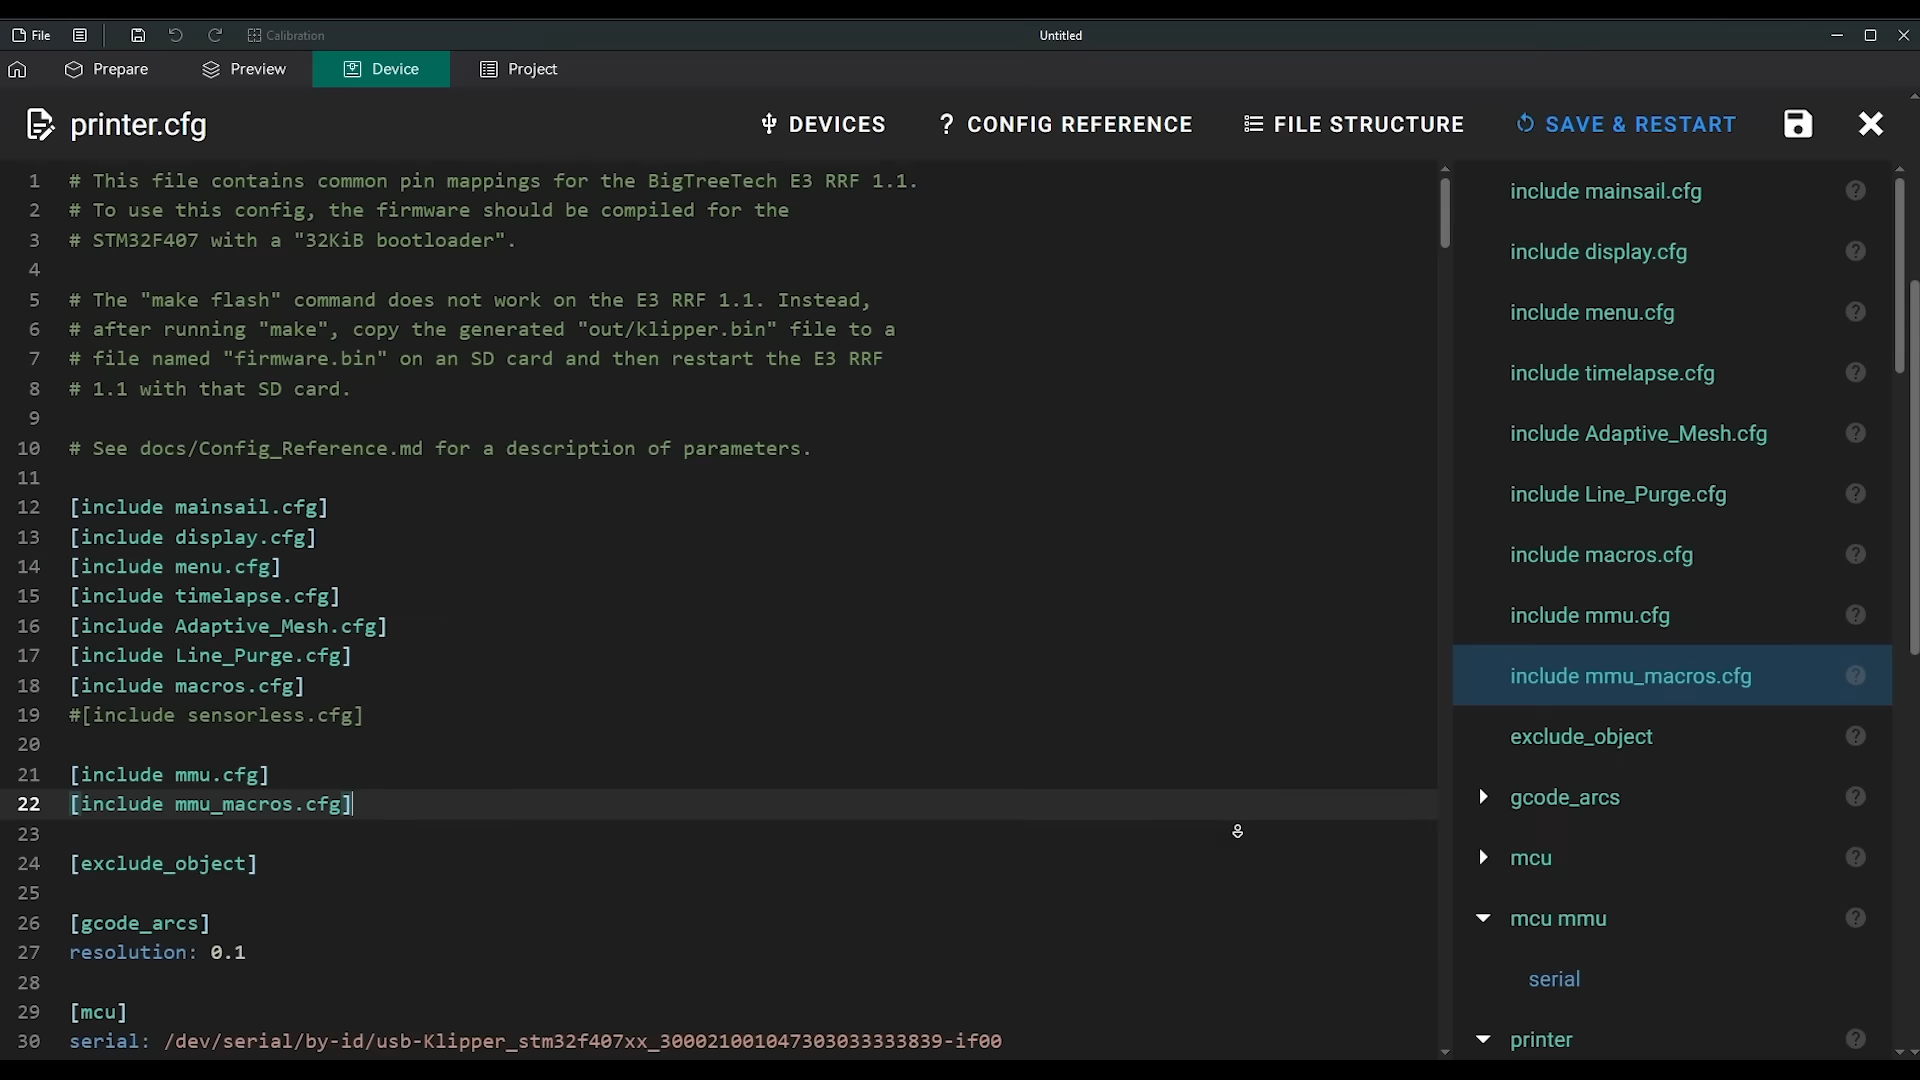 File
Calibration
Untitled
Prepare
Preview
Device
Project
printer.cfg
DEVICES
? CONFIG REFERENCE
FILE STRUCTURE
SAVE & RESTART
1 # This file contains common pin mappings for the BigTreeTech E3 RRF 1.1.
2 # To use this config, the firmware should be compiled for the
3 # STM32F407 with a "32KiB bootloader".
4
5 # The "make flash" command does not work on the E3 RRF 1.1. Instead,
6 # after running "make", copy the generated "out/klipper.bin" file to a
7 # file named "firmware.bin" on an SD card and then restart the E3 RRF
8 # 1.1 with that SD card.
9
10 # See docs/Config_Reference.md for a description of parameters.
11
12 [include mainsail.cfg]
13 [include display.cfg]
14 [include menu.cfg]
15 [include timelapse.cfg]
16 [include Adaptive_Mesh.cfg]
17 [include Line_Purge.cfg]
18 [include macros.cfg]
19 #[include sensorless.cfg]
20
21 [include mmu.cfg]
22 [include mmu_macros.cfg]
23
24 [exclude_object]
25
26 [gcode_arcs]
27 resolution: 0.1
28
29 [mcu]
30 serial: /dev/serial/by-id/usb-Klipper_stm32f407xx_300021001047303033333839-if00
include mainsail.cfg
include display.cfg
include menu.cfg
include timelapse.cfg
include Adaptive_Mesh.cfg
include Line_Purge.cfg
include macros.cfg
include mmu.cfg
include mmu_macros.cfg
exclude_object
gcode_arcs
mcu
mcu mmu
serial
printer